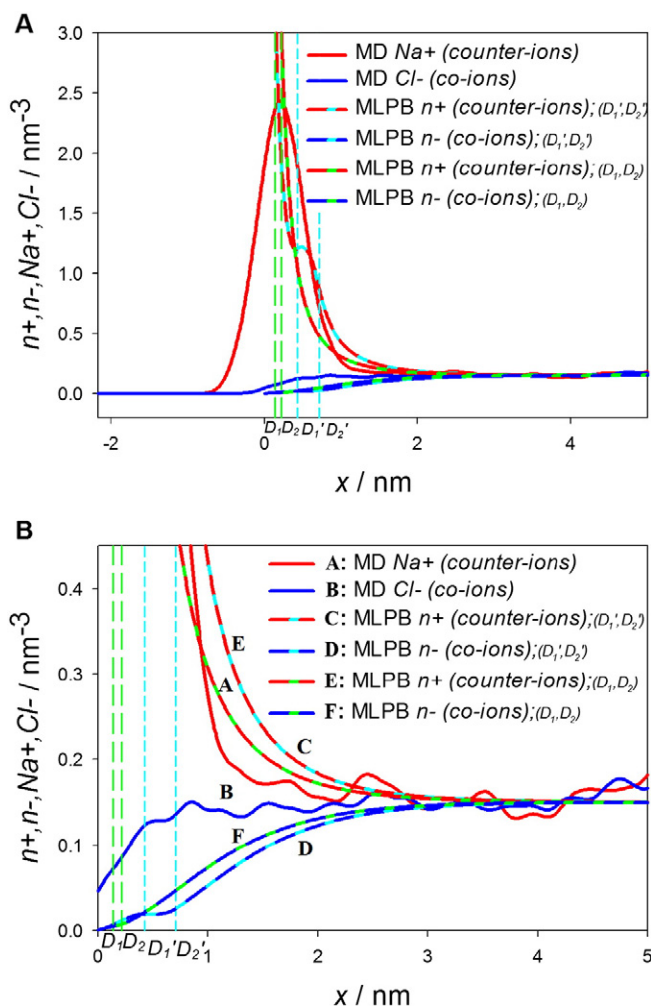 A
3.0
MD Na+ (counter-ions)
MD Cl- (co-ions)
2.5
MLPB n+ (counter-ions);(D₁',D₂')
MLPB n- (co-ions);(D₁',D₂')
2.0
MLPB n+ (counter-ions);(D₁,D₂)
MLPB n- (co-ions);(D₁,D₂)
1.5
1.0
0.5
0.0
n+,n-,Na+,Cl- / nm-3
D₁D₂D₁'D₂'
-2 0 2 4
x / nm
B
0.4
A: MD Na+ (counter-ions)
B: MD Cl- (co-ions)
C: MLPB n+ (counter-ions);(D₁',D₂')
D: MLPB n- (co-ions);(D₁',D₂')
E: MLPB n+ (counter-ions);(D₁,D₂)
F: MLPB n- (co-ions);(D₁,D₂)
0.3
E
A
C
0.2
B
F
D
0.1
0.0
n+,n-,Na+,Cl- / nm-3
D₁D₂D₁'D₂'
0 1 2 3 4 5
x / nm